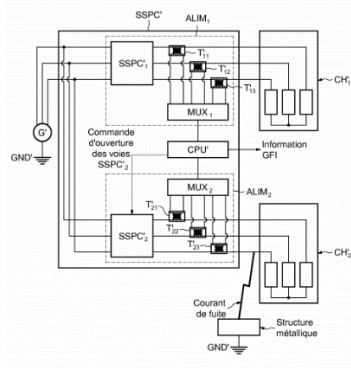 SSPC'
ALIM₁
SSPC'₁
T'₁₁
T'₁₂
T'₁₃
CH'₁
MUX₁
G'
GND'
Commande
d'ouverture
des voies
SSPC'₂
CPU'
Information
GFI
MUX₂
ALIM₂
T'₂₁
T'₂₂
T'₂₃
SSPC'₂
CH'₂
Courant
de fuite
Structure
métallique
GND'